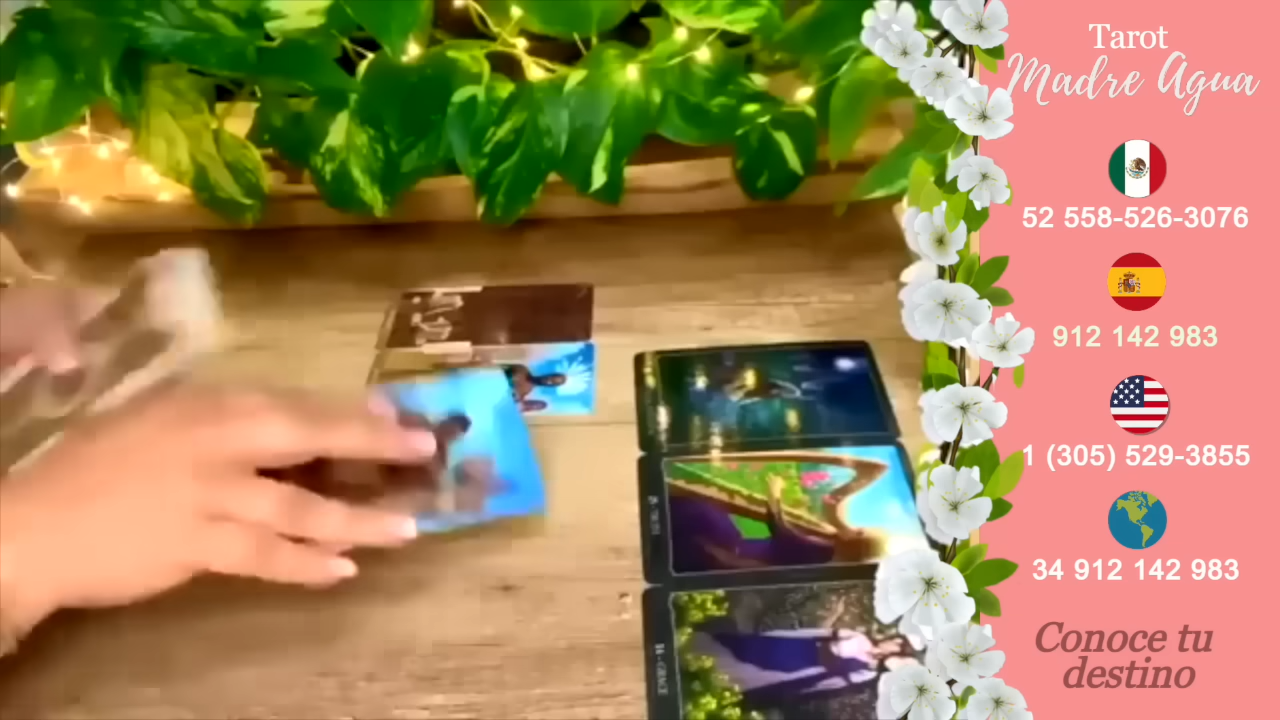 Tarot
Madre Agua
52 558-526-3076
912 142 983
1 (305) 529-3855
34 912 142 983
Conoce tu
destino